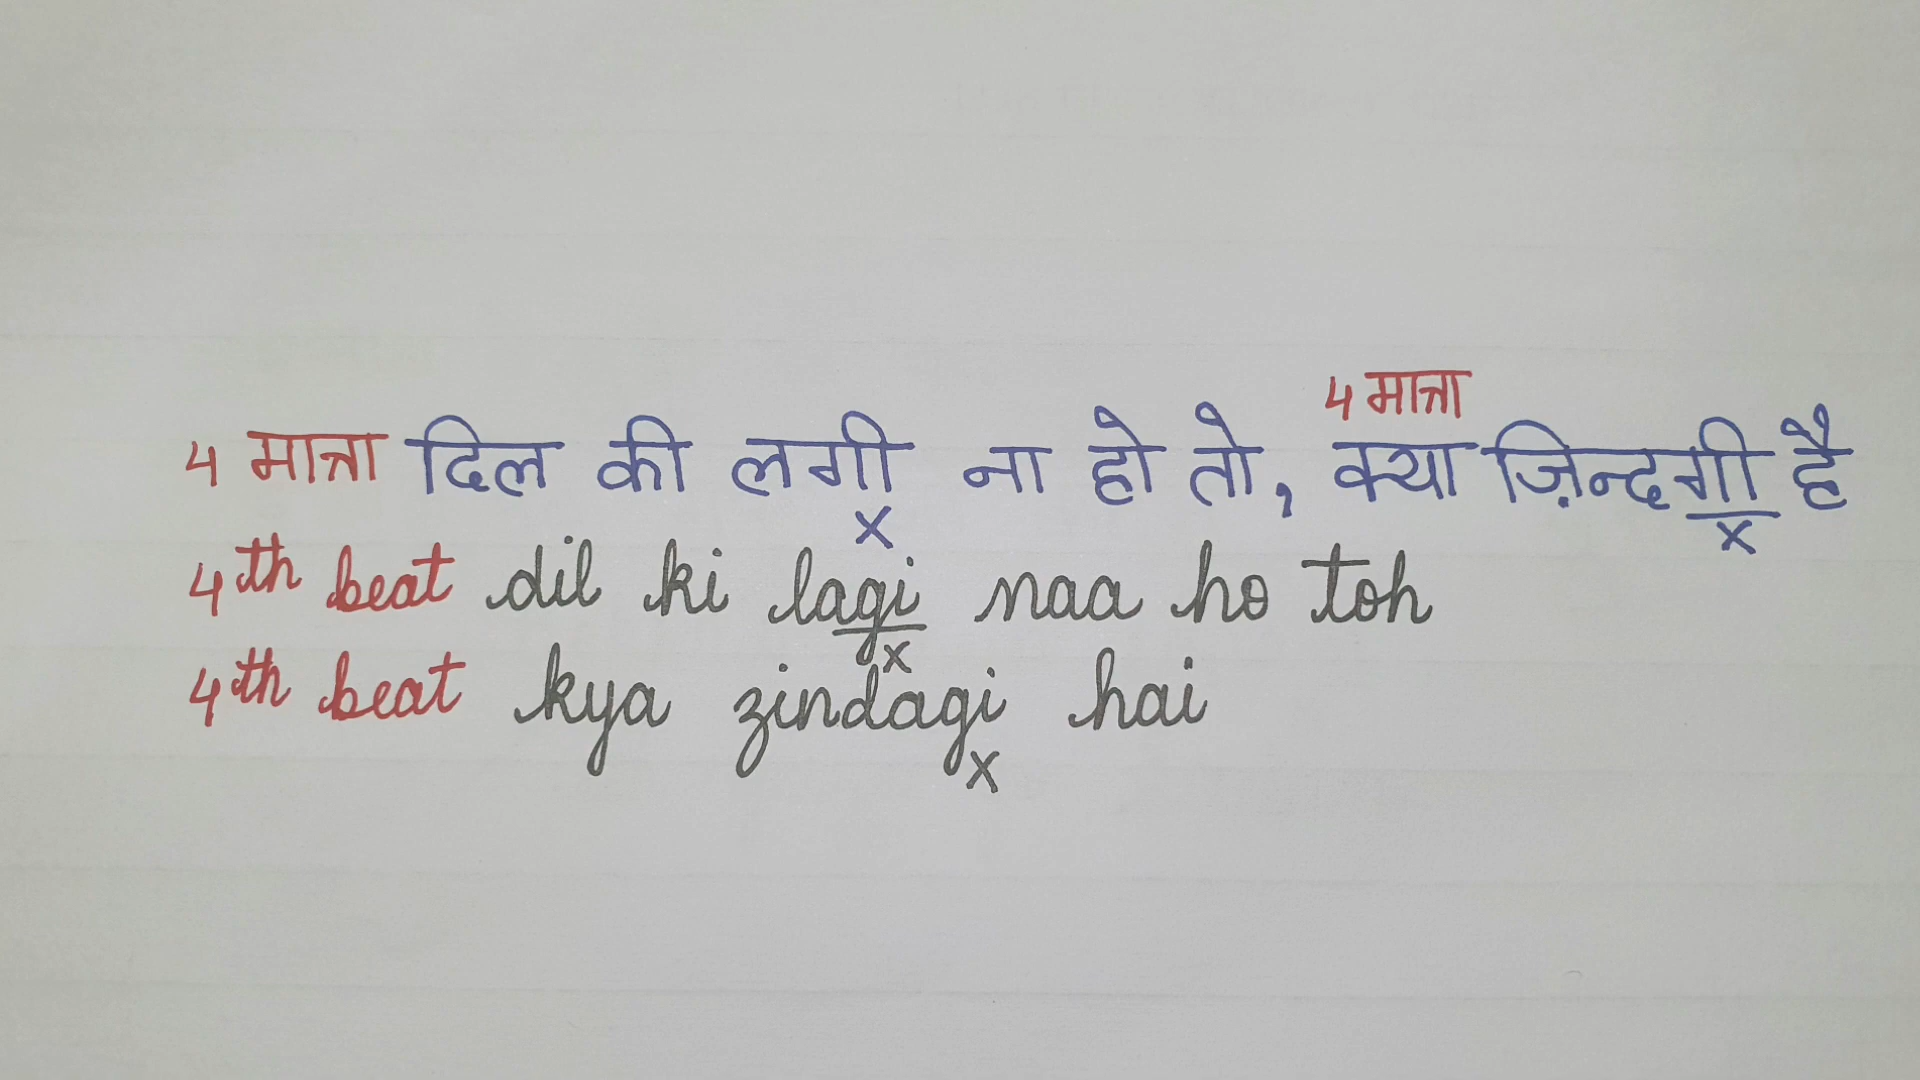 4 मात्रा
4 मात्रा दिल की लगी ना हो तो, क्या ज़िन्दगी है
x x
4th beat dil ki lagi naa ho toh
x
4th beat kya zindagi hai
x